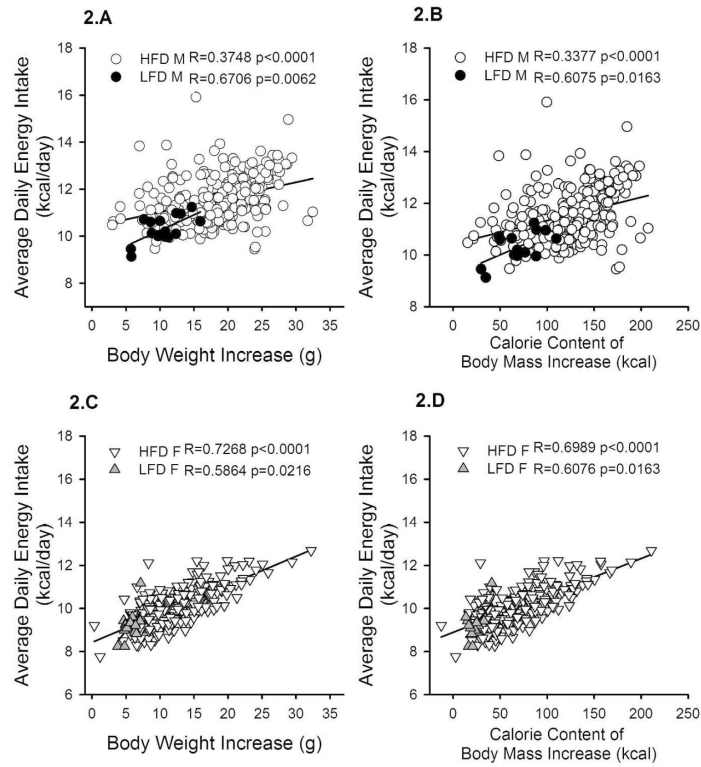 2.A
18
16
14
12
10
8
Average Daily Energy Intake
(kcal/day)
HFD M R=0.3748 p<0.0001
LFD M R=0.6706 p=0.0062
0 5 10 15 20 25 30 35
Body Weight Increase (g)
2.B
18
16
14
12
10
8
Average Daily Energy Intake
(kcal/day)
HFD M R=0.3377 p<0.0001
LFD M R=0.6075 p=0.0163
0 50 100 150 200 250
Calorie Content of
Body Mass Increase (kcal)
2.C
18
16
14
12
10
8
6
Average Daily Energy Intake
(kcal/day)
HFD F R=0.7268 p<0.0001
LFD F R=0.5864 p=0.0216
0 5 10 15 20 25 30 35
Body Weight Increase (g)
2.D
18
16
14
12
10
8
6
Average Daily Energy Intake
(kcal/day)
HFD F R=0.6989 p<0.0001
LFD F R=0.6076 p=0.0163
0 50 100 150 200 250
Calorie Content of
Body Mass Increase (kcal)